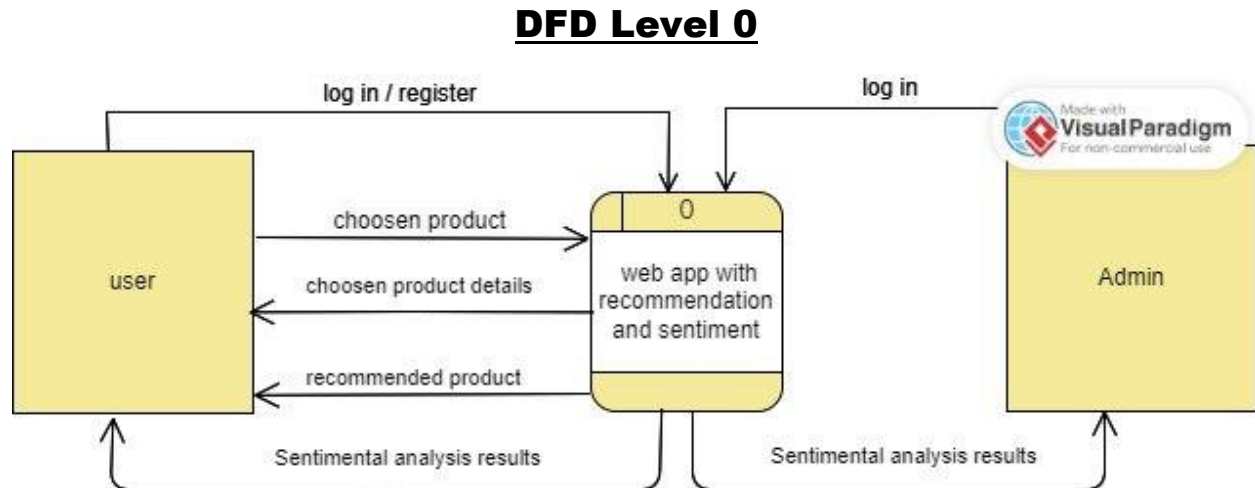 DFD Level 0
log in / register
log in
Made with
Visual Paradigm
For non-commercial use
0
choosen product
user
choosen product details
web app with
recommendation
and sentiment
Admin
recommended product
Sentimental analysis results
Sentimental analysis results